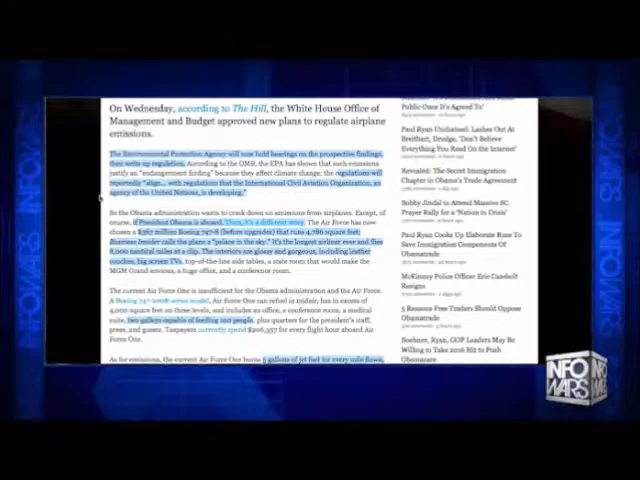 On Wednesday, according to The Hill, the White House Office of
Management and Budget approved new plans to regulate airplane
emissions.
The Environmental Protection Agency will now hold hearings on the prospective findings,
then write up regulation. According to the OMB, the EPA has shown that such emissions
justify an "endangerment finding" because they affect climate change; the regulations will
reportedly "align... with regulations that the International Civil Aviation Organization, an
agency of the United Nations, is developing."
So the Obama administration wants to crack down on emissions from airplanes. Except, of
course, if President Obama is aboard. Then, it's a different story. The Air Force has now
chosen a $367 million Boeing 747-8 (before upgrades) that runs 4,786 square feet;
Business Insider calls the plane a "palace in the sky." It's the longest airliner ever and flies
8,000 nautical miles at a clip. The interiors are glossy and gorgeous, including leather
couches, big screen TVs, top-of-the-line side tables, a state room that would make the
MGM Grand envious, a huge office, and a conference room.
The current Air Force One is insufficient for the Obama administration and the Air Force.
A Boeing 747-200B series model, Air Force One can refuel in midair, has in excess of
4,000 square feet on three levels, and includes an office, a conference room, a medical
suite, two galleys capable of feeding 100 people, plus quarters for the president's staff,
press, and guests. Taxpayers currently spend $206,337 for every flight hour aboard Air
Force One.
As for emissions, the current Air Force One burns 5 gallons of jet fuel for every mile flown,
Public Once It's Agreed To'
Paul Ryan Unchained: Lashes Out At
Breitbart, Drudge, 'Don't Believe
Everything You Read On the Internet'
Revealed: The Secret Immigration
Chapter in Obama's Trade Agreement
Bobby Jindal to Attend Massive SC
Prayer Rally for a 'Nation in Crisis'
Paul Ryan Cooks Up Elaborate Ruse To
Save Immigration Components Of
Obamatrade
McKinney Police Officer Eric Casebolt
Resigns
5 Reasons Free Traders Should Oppose
Obamatrade
Boehner, Ryan, GOP Leaders May Be
Willing to Take 2016 Hit to Push
Obamacare
INFO
WARS